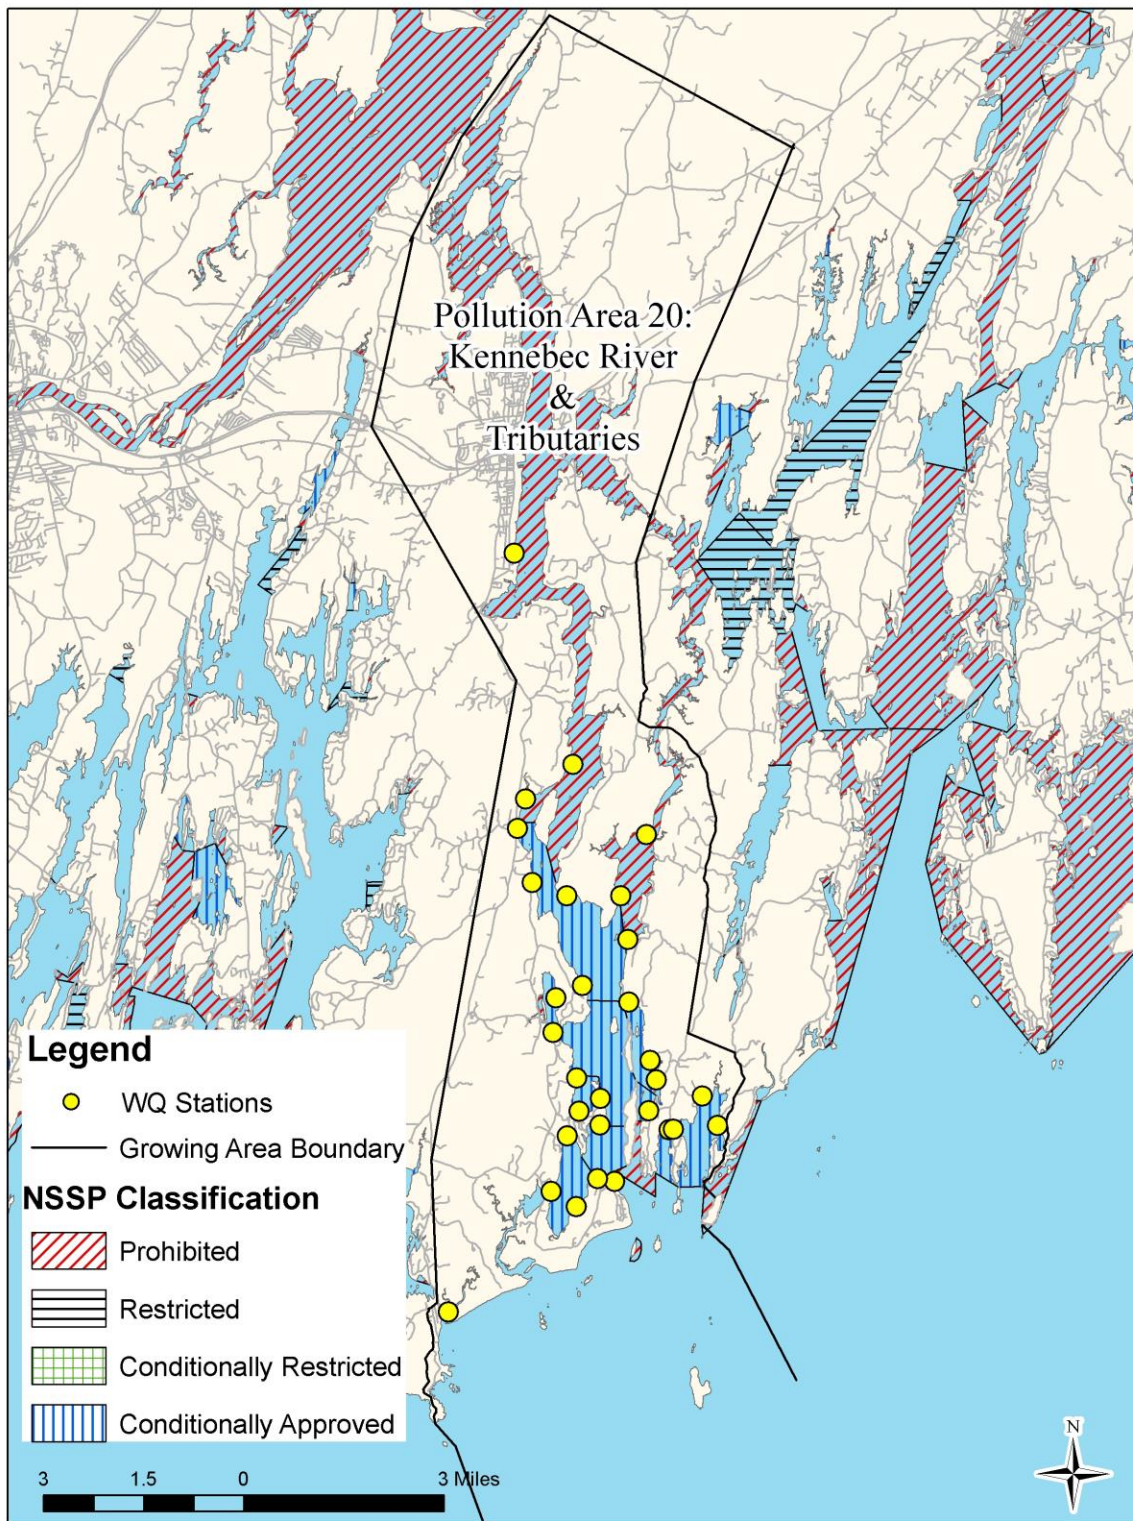 Pollution Area 20:
Kennebec River
&
Tributaries
Legend
WQ Stations
Growing Area Boundary
NSSP Classification
Prohibited
Restricted
Conditionally Restricted
Conditionally Approved
3 1.5 0 3 Miles
N